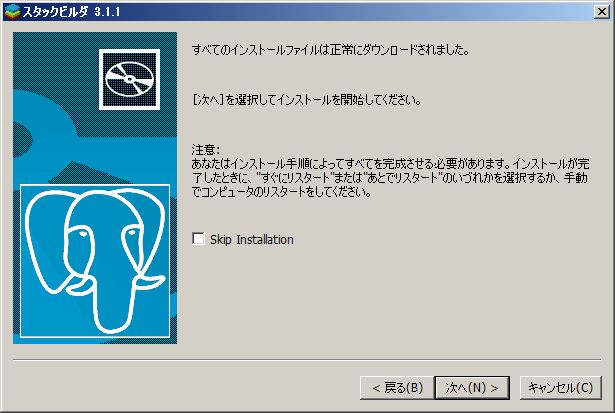 スタックビルダ 3.1.1
すべてのインストールファイルは正常にダウンロードされました。
[次へ]を選択してインストールを開始してください。
注意:
あなたはインストール手順によってすべてを完成させる必要があります。インストールが完
了したときに、"すぐにリスタート"または"あとでリスタート"のいづれかを選択するか、手動
でコンピュータのリスタートをしてください。
Skip Installation
< 戻る(B)
次へ(N) >
キャンセル(C)